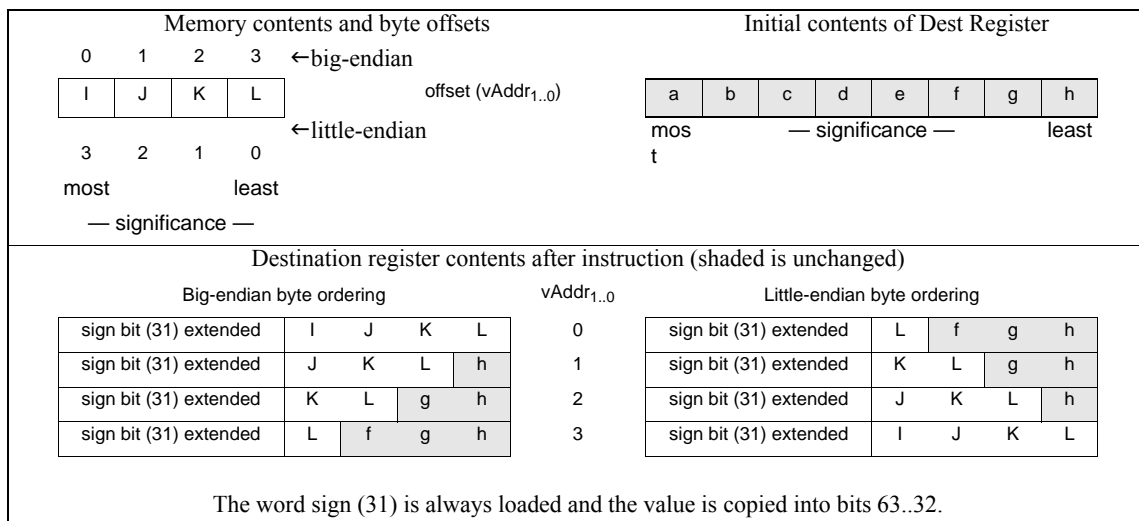 Memory contents and byte offsets
Initial contents of Dest Register
0 1 2 3 ←big-endian
I J K L offset (vAddr1..0)
a b c d e f g h
←little-endian
mos — significance — least
t
3 2 1 0
most least
— significance —
Destination register contents after instruction (shaded is unchanged)
Big-endian byte ordering vAddr1..0 Little-endian byte ordering
sign bit (31) extended I J K L 0 sign bit (31) extended L f g h
sign bit (31) extended J K L h 1 sign bit (31) extended K L g h
sign bit (31) extended K L g h 2 sign bit (31) extended J K L h
sign bit (31) extended L f g h 3 sign bit (31) extended I J K L
The word sign (31) is always loaded and the value is copied into bits 63..32.